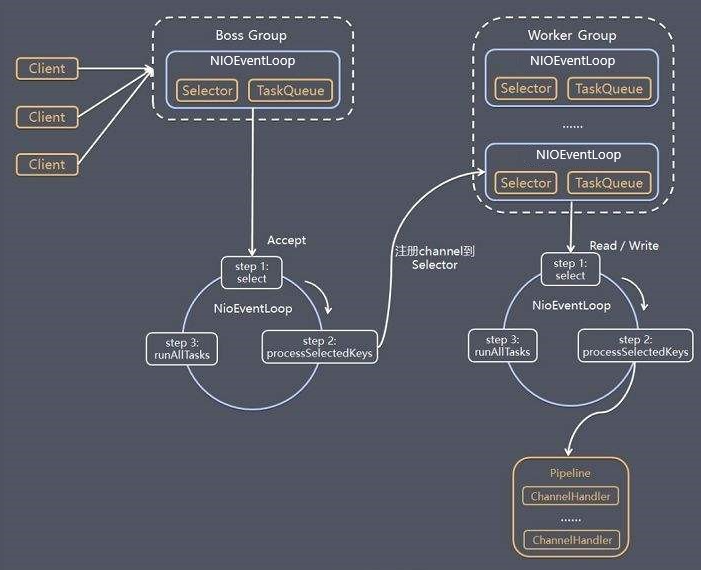 Client
Client
Client
Boss Group
NIOEventLoop
Selector
TaskQueue
Accept
step 1:
select
NioEventLoop
step 2:
processSelectedKeys
step 3:
runAllTasks
注册channel到
Selector
Worker Group
NIOEventLoop
Selector
TaskQueue
......
NIOEventLoop
Selector
TaskQueue
Read / Write
step 1:
select
NioEventLoop
step 2:
processSelectedKeys
step 3:
runAllTasks
Pipeline
ChannelHandler
......
ChannelHandler